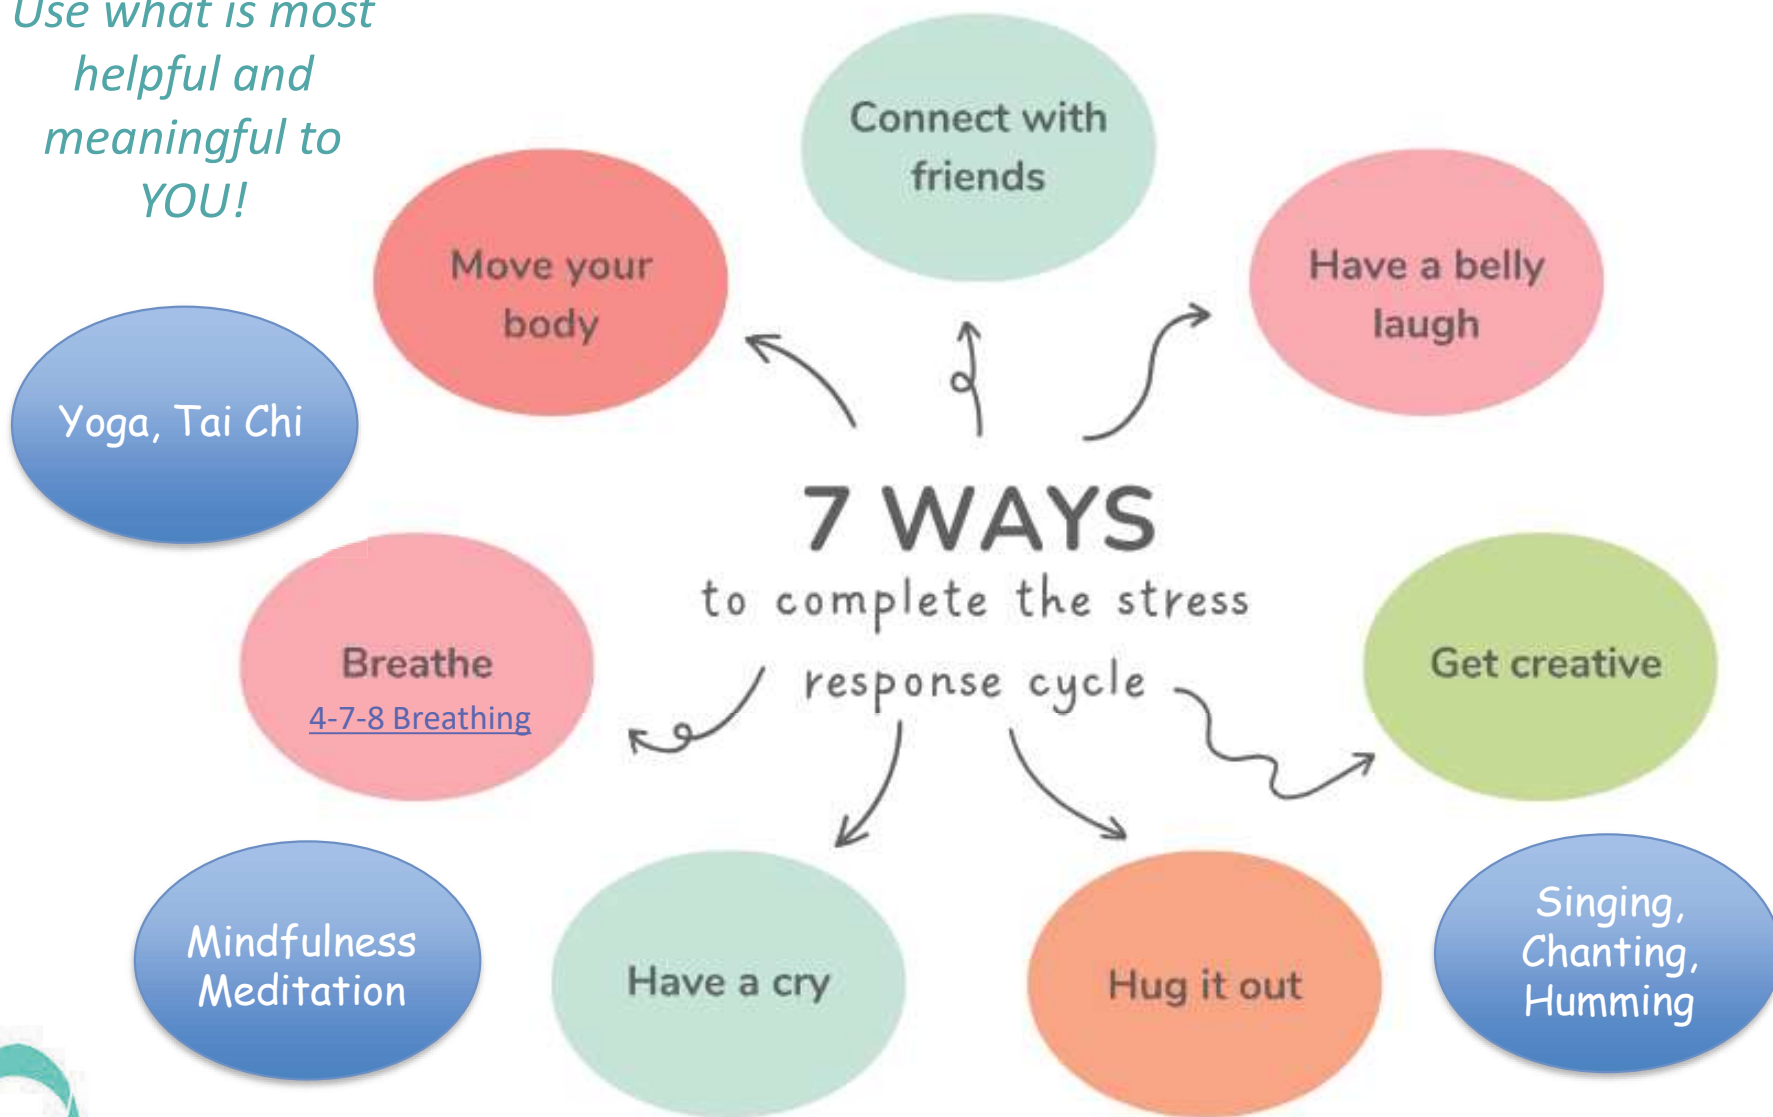 Use what is most
helpful and
meaningful to
YOU!
Connect with
friends
Move your
body
Have a belly
laugh
Yoga, Tai Chi
7 WAYS
to complete the stress
response cycle
Breathe
4-7-8 Breathing
Get creative
Mindfulness
Meditation
Have a cry
Hug it out
Singing,
Chanting,
Humming